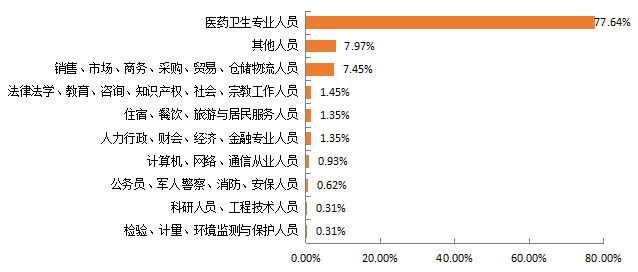 医药卫生专业人员 77.64%
其他人员 7.97%
销售、市场、商务、采购、贸易、仓储物流人员 7.45%
法律法学、教育、咨询、知识产权、社会、宗教工作人员 1.45%
住宿、餐饮、旅游与居民服务人员 1.35%
人力行政、财会、经济、金融专业人员 1.35%
计算机、网络、通信从业人员 0.93%
公务员、军人警察、消防、安保人员 0.62%
科研人员、工程技术人员 0.31%
检验、计量、环境监测与保护人员 0.31%
0.00% 20.00% 40.00% 60.00% 80.00%